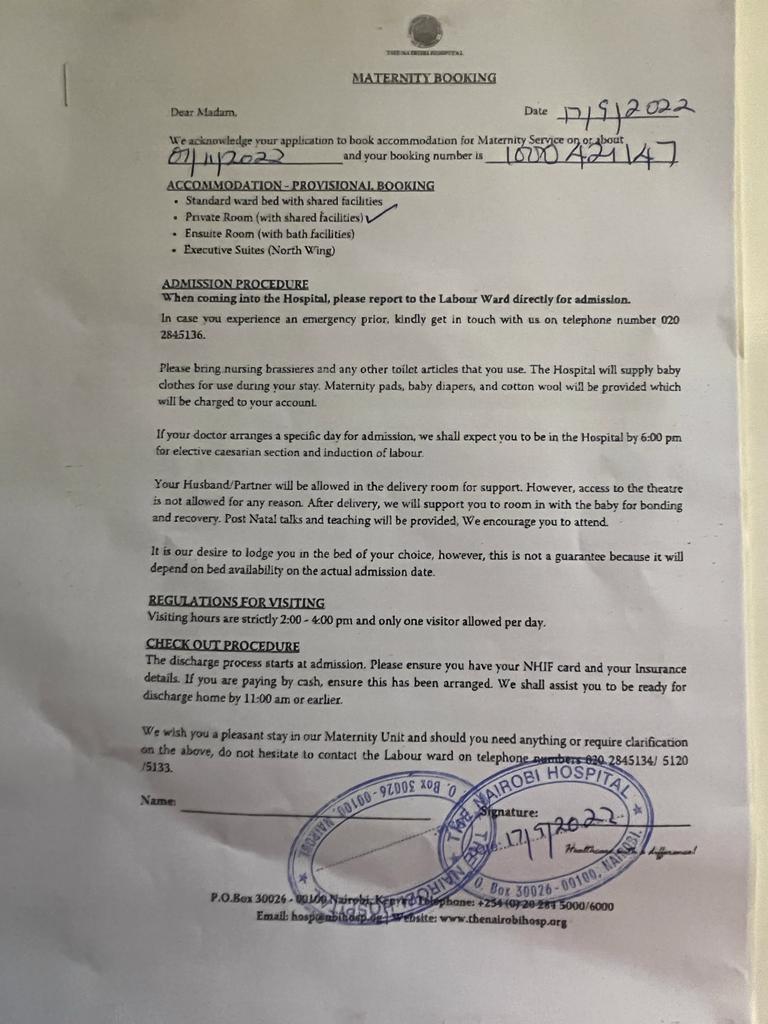 THE NAIROBI HOSPITAL
MATERNITY BOOKING
Dear Madam,
Date 17/9/2022
We acknowledge your application to book accommodation for Maternity Service on or about
07/11/2022 and your booking number is
ACCOMMODATION - PROVISIONAL BOOKING
• Standard ward bed with shared facilities
• Private Room (with shared facilities) ✓
• Ensuite Room (with bath facilities)
• Executive Suites (North Wing)
ADMISSION PROCEDURE
When coming into the Hospital, please report to the Labour Ward directly for admission.
In case you experience an emergency prior, kindly get in touch with us on telephone number 020
2845136.
Please bring nursing brassieres and any other toilet articles that you use. The Hospital will supply baby
clothes for use during your stay. Maternity pads, baby diapers, and cotton wool will be provided which
will be charged to your account.
If your doctor arranges a specific day for admission, we shall expect you to be in the Hospital by 6:00 pm
for elective caesarian section and induction of labour.
Your Husband/Partner will be allowed in the delivery room for support. However, access to the theatre
is not allowed for any reason. After delivery, we will support you to room in with the baby for bonding
and recovery. Post Natal talks and teaching will be provided, We encourage you to attend.
It is our desire to lodge you in the bed of your choice, however, this is not a guarantee because it will
depend on bed availability on the actual admission date.
REGULATIONS FOR VISITING
Visiting hours are strictly 2:00 - 4:00 pm and only one visitor allowed per day.
CHECK OUT PROCEDURE
The discharge process starts at admission. Please ensure you have your NHIF card and your Insurance
details. If you are paying by cash, ensure this has been arranged. We shall assist you to be ready for
discharge home by 11:00 am or earlier.
We wish you a pleasant stay in our Maternity Unit and should you need anything or require clarification
on the above, do not hesitate to contact the Labour ward on telephone numbers 020 2845134/ 5120
/5133.
Name:
Signature:
THE NAIROBI HOSPITAL
17/9/2022
O. Box 30026-00100, NAIROBI.
THE NAIROBI HOSPITAL
O. Box 30026-00100, NAIROBI.
Healthcare with a difference!
P.O.Box 30026 - 00100 Nairobi, Kenya Telephone: +254 (0) 20 284 5000/6000
Email: Website: www.thenairobihosp.org